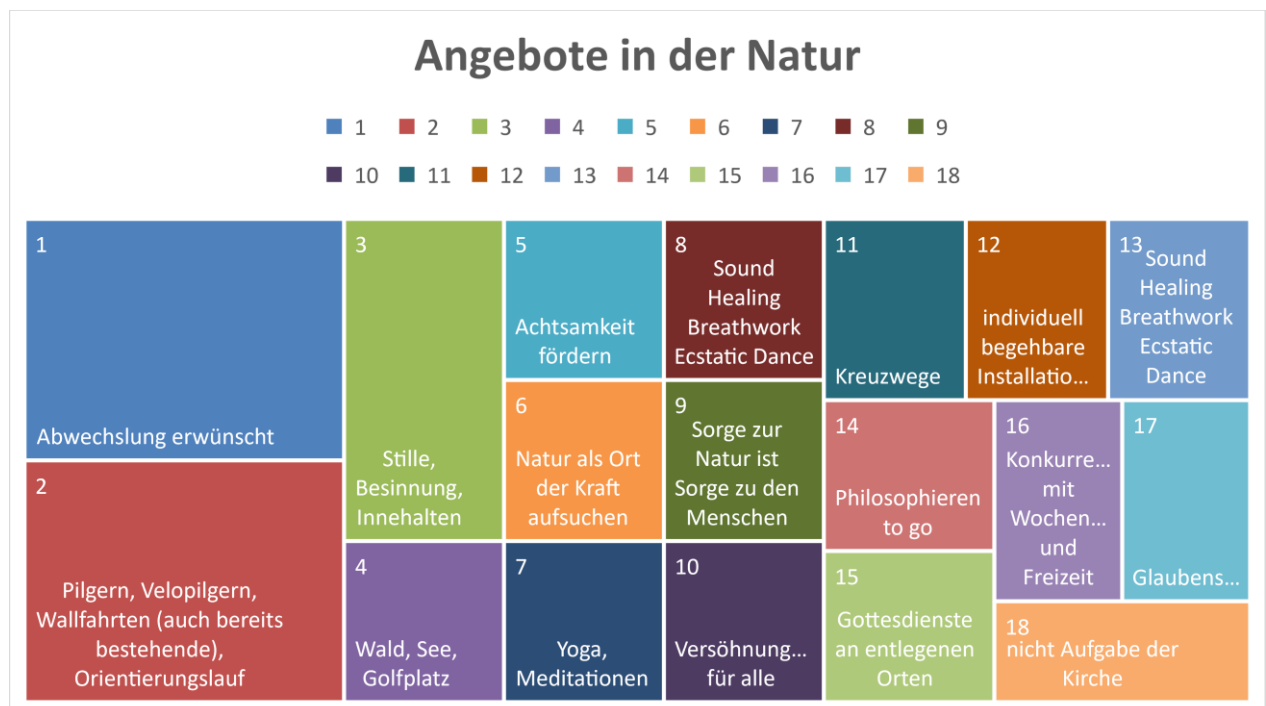 Angebote in der Natur
1 2 3 4 5 6 7 8 9
10 11 12 13 14 15 16 17 18
1
Abwechslung erwünscht
2
Pilgern, Velopilgern,
Wallfahrten (auch bereits
bestehende),
Orientierungslauf
3
Stille,
Besinnung,
Innehalten
4
Wald, See,
Golfplatz
5
Achtsamkeit
fördern
6
Natur als Ort
der Kraft
aufsuchen
7
Yoga,
Meditationen
8
Sound
Healing
Breathwork
Ecstatic Dance
9
Sorge zur
Natur ist
Sorge zu den
Menschen
10
Versöhnung...
für alle
11
Kreuzwege
12
individuell
begehbare
Installatio...
13
Sound
Healing
Breathwork
Ecstatic
Dance
14
Philosophieren
to go
15
Gottesdienste
an entlegenen
Orten
16
Konkurre...
mit
Wochen...
und
Freizeit
17
Glaubens...
18
nicht Aufgabe der
Kirche